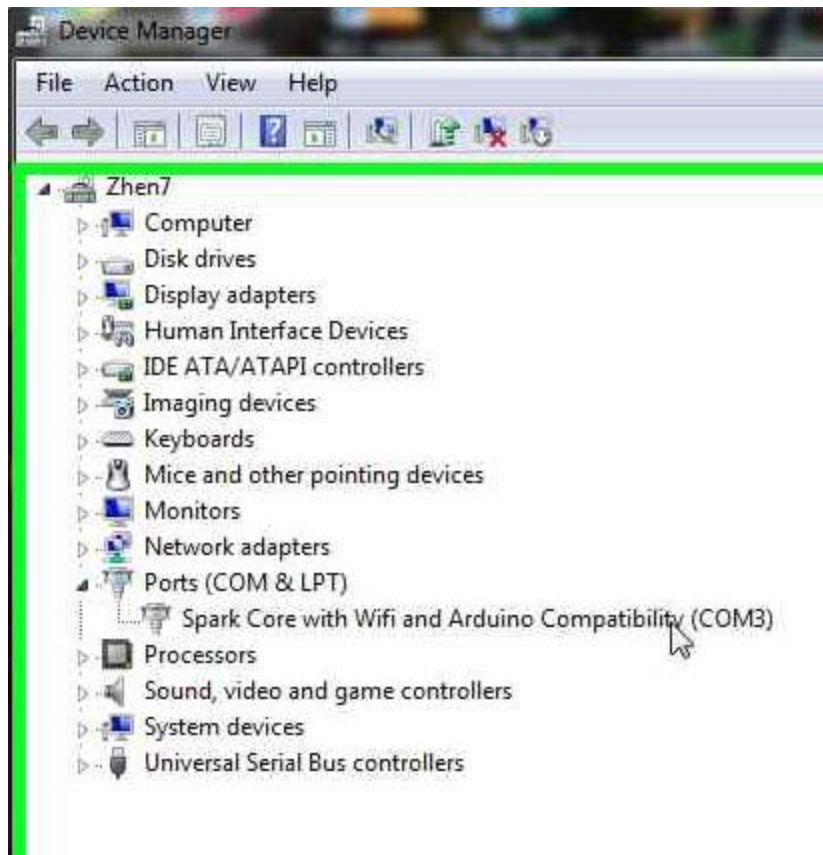 Device Manager
File Action View Help
Zhen7
Computer
Disk drives
Display adapters
Human Interface Devices
IDE ATA/ATAPI controllers
Imaging devices
Keyboards
Mice and other pointing devices
Monitors
Network adapters
Ports (COM & LPT)
Spark Core with Wifi and Arduino Compatibility (COM3)
Processors
Sound, video and game controllers
System devices
Universal Serial Bus controllers